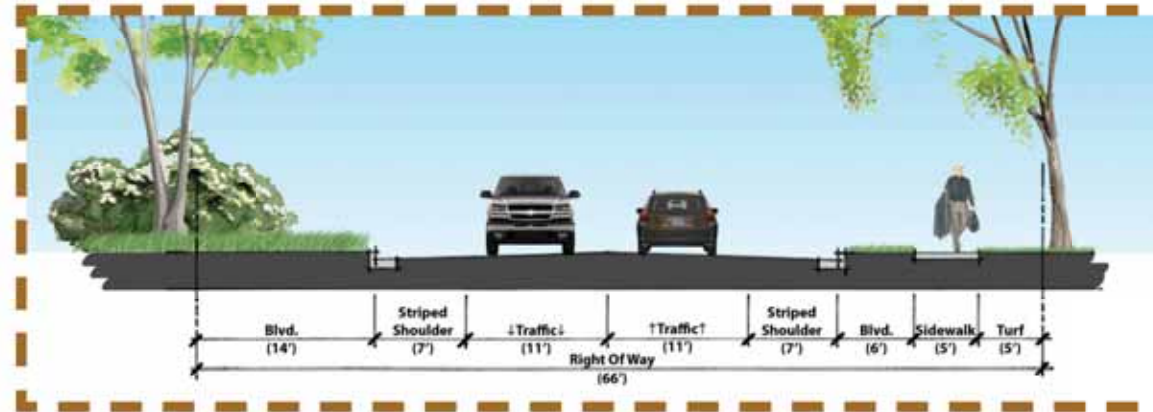 Blvd.
(14')
Striped
Shoulder
(7')
↓Traffic↓
(11')
↑Traffic↑
(11')
Striped
Shoulder
(7')
Blvd.
(6')
Sidewalk
(5')
Turf
(5')
Right Of Way
(66')